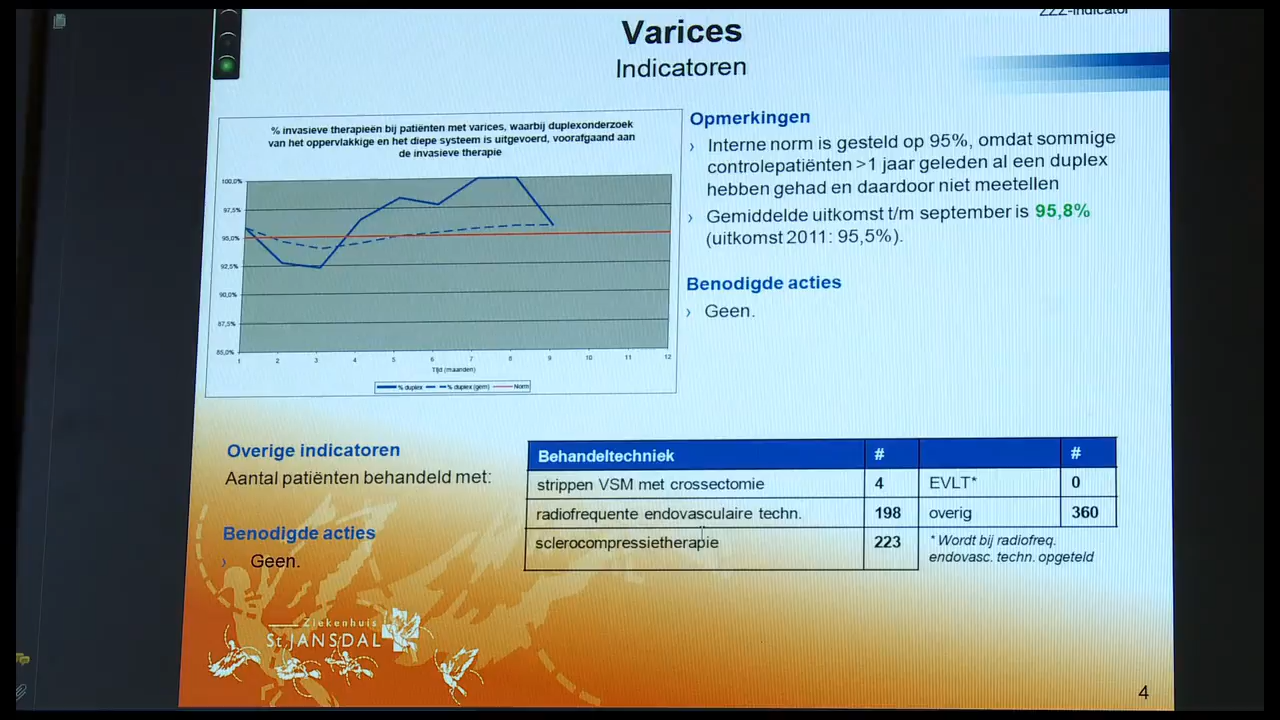 ZZZ-indicator
Varices
Indicatoren
% invasieve therapieën bij patiënten met varices, waarbij duplexonderzoek
van het oppervlakkige en het diepe systeem is uitgevoerd, voorafgaand aan
de invasieve therapie
100,0%
97,5%
95,0%
92,5%
90,0%
87,5%
85,0%
1 2 3 4 5 6 7 8 9 10 11 12
Tijd (maanden)
% duplex % duplex (gem) Norm
Opmerkingen
› Interne norm is gesteld op 95%, omdat sommige
controlepatiënten >1 jaar geleden al een duplex
hebben gehad en daardoor niet meetellen
› Gemiddelde uitkomst t/m september is 95,8%
(uitkomst 2011: 95,5%).
Benodigde acties
› Geen.
Overige indicatoren
Aantal patiënten behandeld met:
Benodigde acties
› Geen.
Behandeltechniek # #
strippen VSM met crossectomie 4 EVLT* 0
radiofrequente endovasculaire techn. 198 overig 360
sclerocompressietherapie 223 * Wordt bij radiofreq.
endovasc. techn. opgeteld
Ziekenhuis
St JANSDAL
4